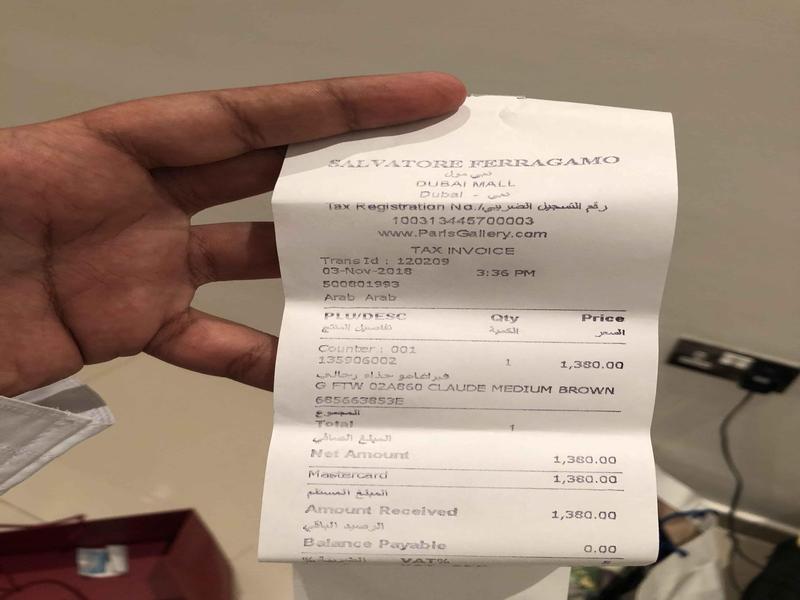 SALVATORE FERRAGAMO
دبي مول
DUBAI MALL
Dubai - دبي
Tax Registration No./رقم التسجيل الضريبي
100313445700003
www.ParisGallery.com
TAX INVOICE
Trans Id : 120209
03-Nov-2018 3:36 PM
500801993
Arab Arab
PLU/DESC Qty Price
تفاصيل المنتج الكمية السعر
Counter : 001
135906002 1 1,380.00
فيراغامو حذاء رجالي
G FTW 02A860 CLAUDE MEDIUM BROWN
685663853E
المجموع
Total 1
المبلغ الصافي
Net Amount 1,380.00
Mastercard 1,380.00
المبلغ المستلم
Amount Received 1,380.00
الرصيد الباقي
Balance Payable 0.00
VAT% 5